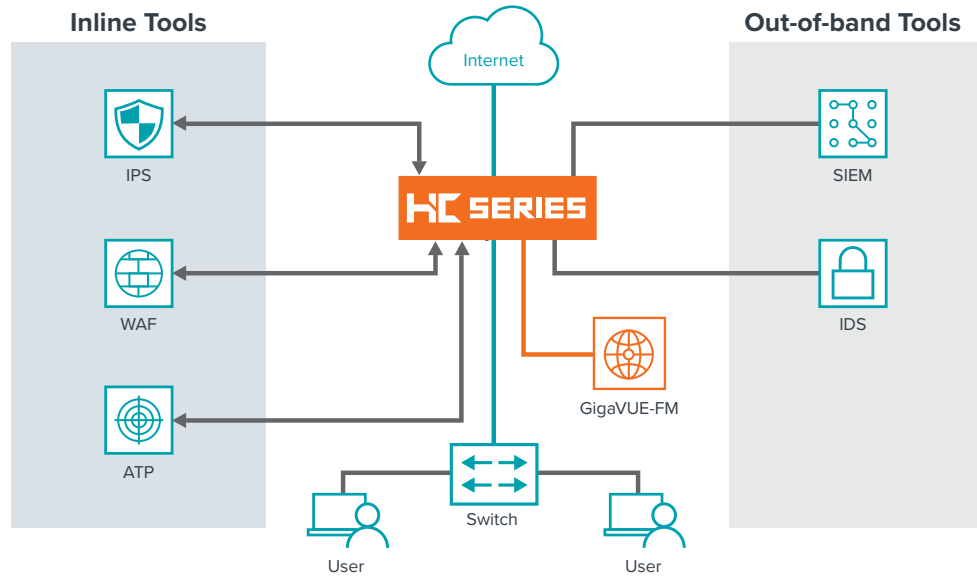 Inline Tools
Out-of-band Tools
Internet
IPS
SIEM
HC SERIES
WAF
IDS
GigaVUE-FM
ATP
Switch
User
User